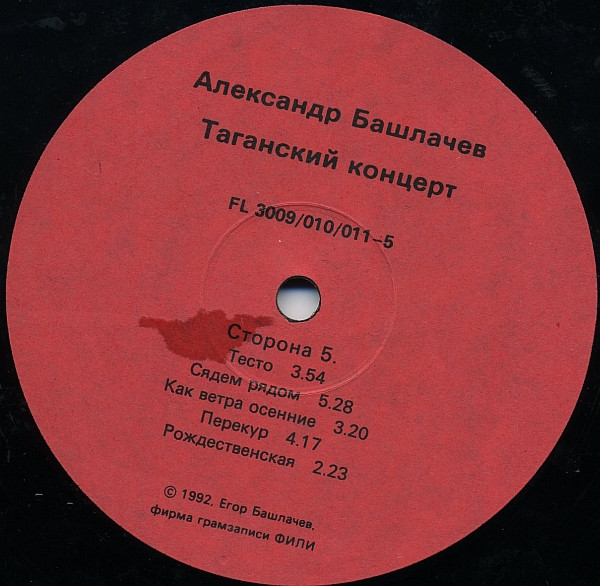 Александр Башлачев
Таганский концерт
FL 3009/010/011-5
Сторона 5.
Тесто 3.54
Сядем рядом 5.28
Как ветра осенние 3.20
Перекур 4.17
Рождественская 2.23
© 1992, Егор Башлачев,
фирма грамзаписи ФИЛИ